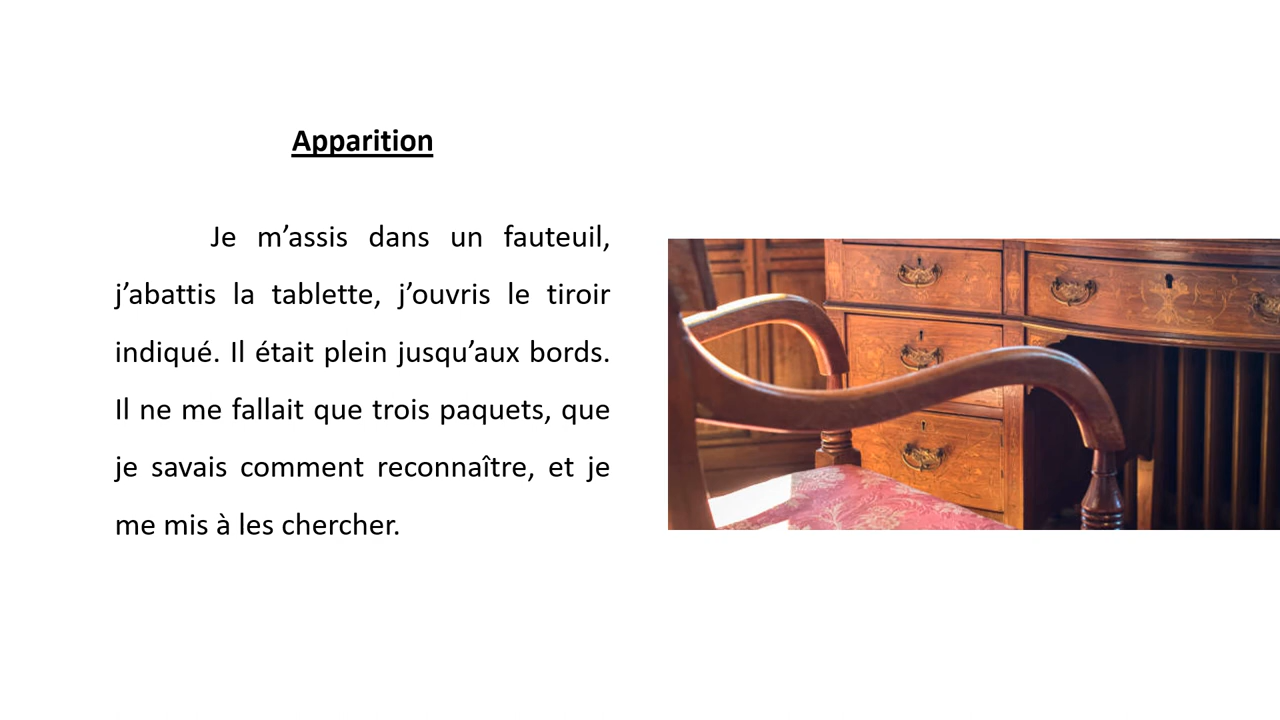 Apparition
Je m’assis dans un fauteuil,
j’abattis la tablette, j’ouvris le tiroir
indiqué. Il était plein jusqu’aux bords.
Il ne me fallait que trois paquets, que
je savais comment reconnaître, et je
me mis à les chercher.